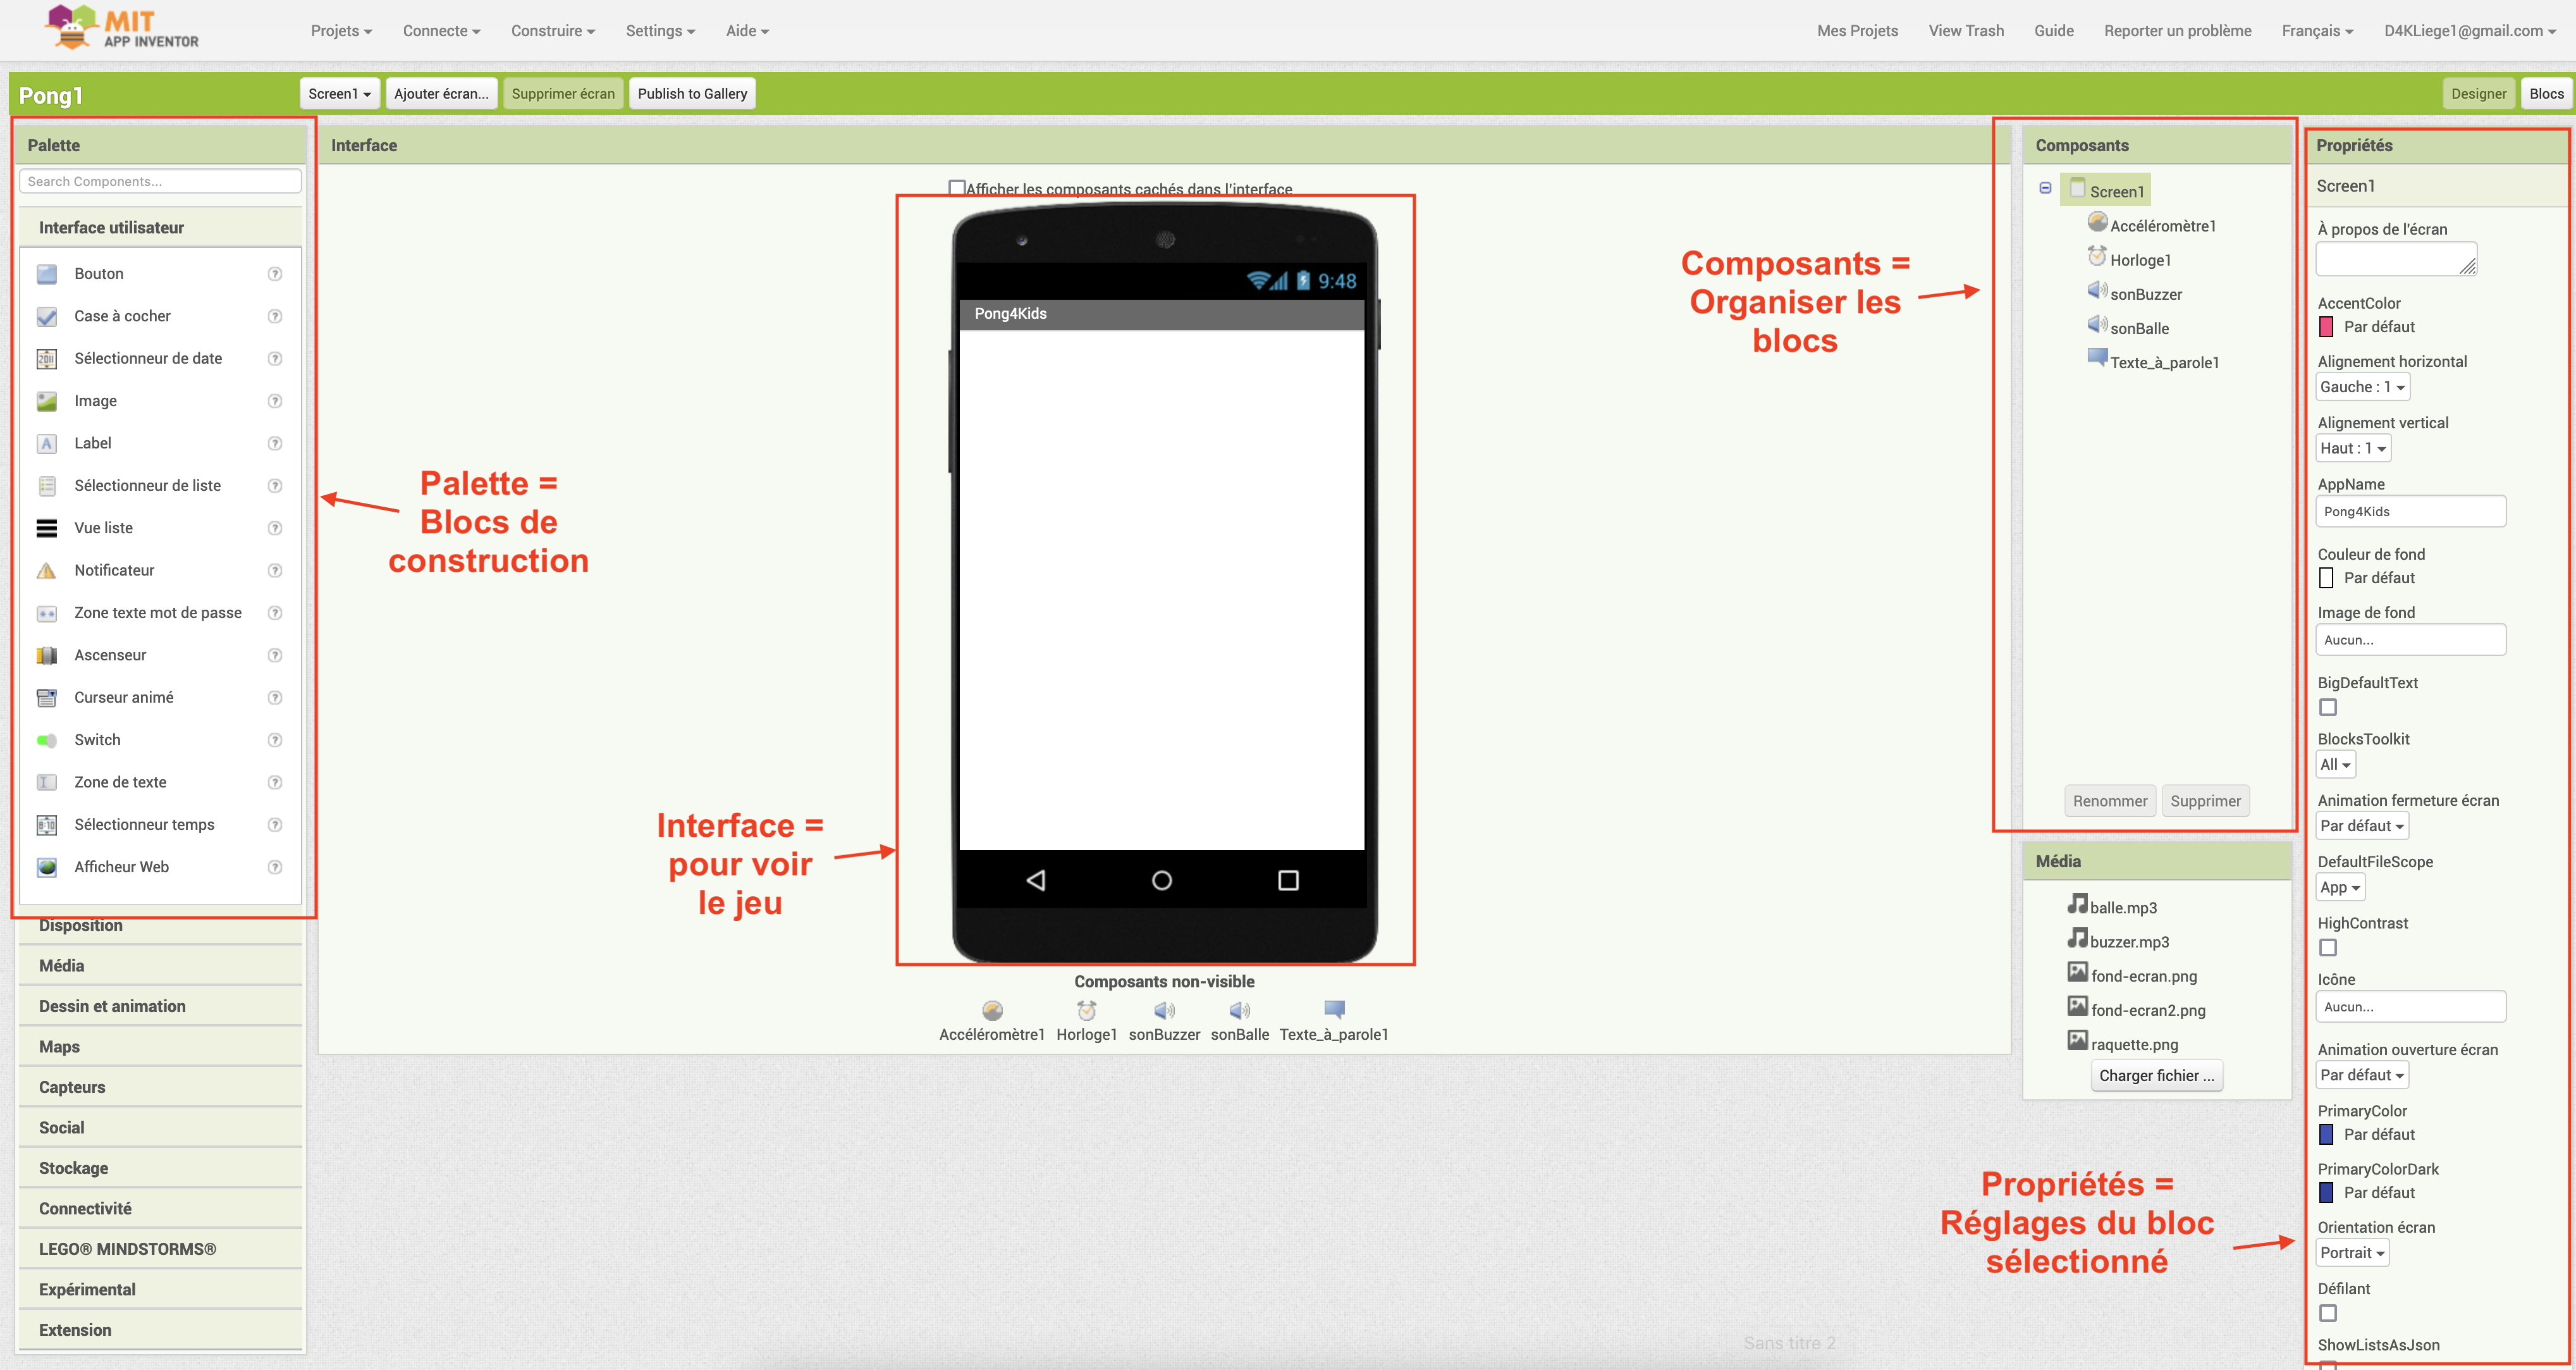 MIT
APP INVENTOR
Projets
Connecte
Construire
Settings
Aide
Mes Projets
View Trash
Guide
Reporter un problème
Français
D4KLiege1@gmail.com
Pong1
Screen1
Ajouter écran...
Supprimer écran
Publish to Gallery
Designer
Blocs
Palette
Search Components...
Interface utilisateur
Bouton
Case à cocher
Sélectionneur de date
Image
Label
Sélectionneur de liste
Vue liste
Notificateur
Zone texte mot de passe
Ascenseur
Curseur animé
Switch
Zone de texte
Sélectionneur temps
Afficheur Web
Disposition
Média
Dessin et animation
Maps
Capteurs
Social
Stockage
Connectivité
LEGO® MINDSTORMS®
Expérimental
Extension
Palette =
Blocs de
construction
Interface
Afficher les composants cachés dans l'interface
9:48
Pong4Kids
Interface =
pour voir
le jeu
Composants non-visible
Accéléromètre1
Horloge1
sonBuzzer
sonBalle
Texte_à_parole1
Composants =
Organiser les
blocs
Composants
Screen1
Accéléromètre1
Horloge1
sonBuzzer
sonBalle
Texte_à_parole1
Renommer
Supprimer
Média
balle.mp3
buzzer.mp3
fond-ecran.png
fond-ecran2.png
raquette.png
Charger fichier ...
Propriétés =
Réglages du bloc
sélectionné
Sans titre 2
Propriétés
Screen1
À propos de l'écran
AccentColor
Par défaut
Alignement horizontal
Gauche : 1
Alignement vertical
Haut : 1
AppName
Pong4Kids
Couleur de fond
Par défaut
Image de fond
Aucun...
BigDefaultText
BlocksToolkit
All
Animation fermeture écran
Par défaut
DefaultFileScope
App
HighContrast
Icône
Aucun...
Animation ouverture écran
Par défaut
PrimaryColor
Par défaut
PrimaryColorDark
Par défaut
Orientation écran
Portrait
Défilant
ShowListsAsJson